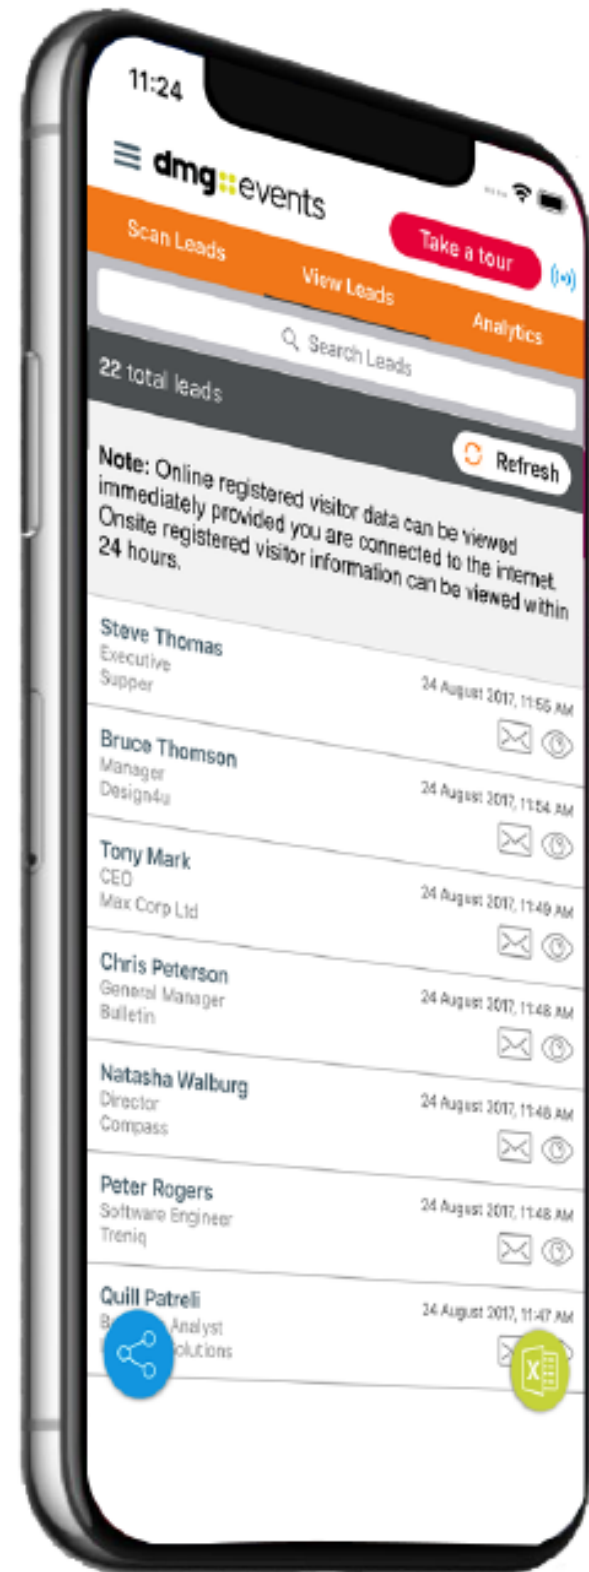 11:24
dmg::events
Take a tour
Scan Leads
View Leads
Analytics
Search Leads
22 total leads
Refresh
Note: Online registered visitor data can be viewed
immediately provided you are connected to the internet.
Onsite registered visitor information can be viewed within
24 hours.
Steve Thomas
Executive
Supper
24 August 2017, 11:55 AM
Bruce Thomson
Manager
Design4u
24 August 2017, 11:54 AM
Tony Mark
CEO
Max Corp Ltd
24 August 2017, 11:49 AM
Chris Peterson
General Manager
Bulletin
24 August 2017, 11:48 AM
Natasha Walburg
Director
Compass
24 August 2017, 11:48 AM
Peter Rogers
Software Engineer
Treniq
24 August 2017, 11:48 AM
Quill Patreli
Analyst
24 August 2017, 11:47 AM
X